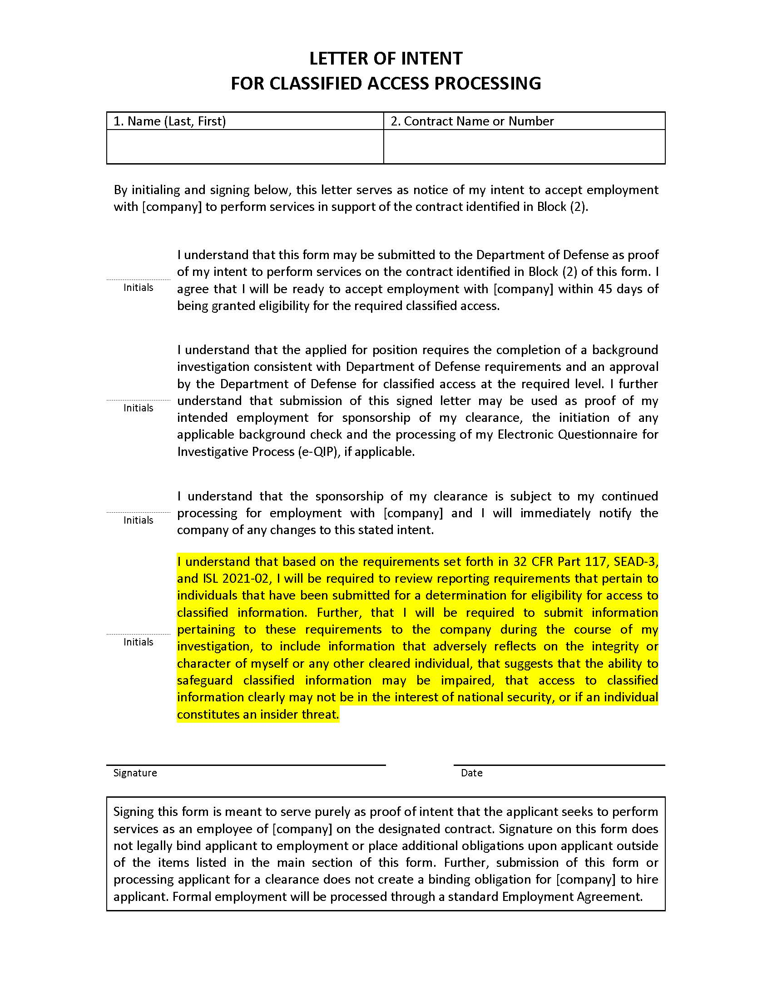 LETTER OF INTENT
FOR CLASSIFIED ACCESS PROCESSING
1. Name (Last, First)
2. Contract Name or Number
By initialing and signing below, this letter serves as notice of my intent to accept employment
with [company] to perform services in support of the contract identified in Block (2).
I understand that this form may be submitted to the Department of Defense as proof
of my intent to perform services on the contract identified in Block (2) of this form. I
agree that I will be ready to accept employment with [company] within 45 days of
being granted eligibility for the required classified access.
Initials
I understand that the applied for position requires the completion of a background
investigation consistent with Department of Defense requirements and an approval
by the Department of Defense for classified access at the required level. I further
understand that submission of this signed letter may be used as proof of my
intended employment for sponsorship of my clearance, the initiation of any
applicable background check and the processing of my Electronic Questionnaire for
Investigative Process (e-QIP), if applicable.
Initials
I understand that the sponsorship of my clearance is subject to my continued
processing for employment with [company] and I will immediately notify the
company of any changes to this stated intent.
Initials
I understand that based on the requirements set forth in 32 CFR Part 117, SEAD-3,
and ISL 2021-02, I will be required to review reporting requirements that pertain to
individuals that have been submitted for a determination for eligibility for access to
classified information. Further, that I will be required to submit information
pertaining to these requirements to the company during the course of my
investigation, to include information that adversely reflects on the integrity or
character of myself or any other cleared individual, that suggests that the ability to
safeguard classified information may be impaired, that access to classified
information clearly may not be in the interest of national security, or if an individual
constitutes an insider threat.
Initials
Signature
Date
Signing this form is meant to serve purely as proof of intent that the applicant seeks to perform
services as an employee of [company] on the designated contract. Signature on this form does
not legally bind applicant to employment or place additional obligations upon applicant outside
of the items listed in the main section of this form. Further, submission of this form or
processing applicant for a clearance does not create a binding obligation for [company] to hire
applicant. Formal employment will be processed through a standard Employment Agreement.